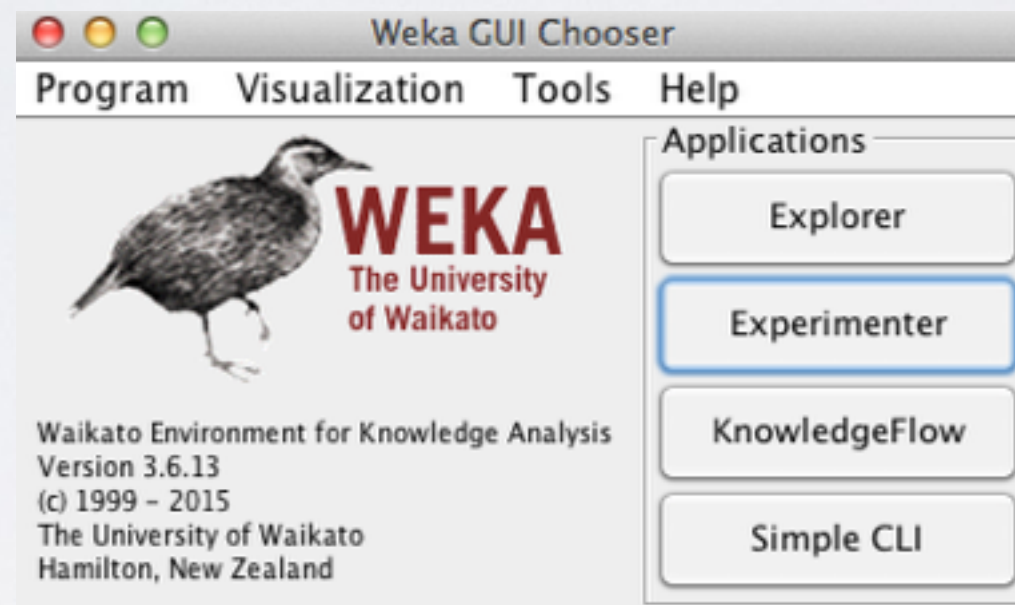 Weka GUI Chooser
Program Visualization Tools Help
WEKA
The University
of Waikato
Waikato Environment for Knowledge Analysis
Version 3.6.13
(c) 1999 – 2015
The University of Waikato
Hamilton, New Zealand
Applications
Explorer
Experimenter
KnowledgeFlow
Simple CLI